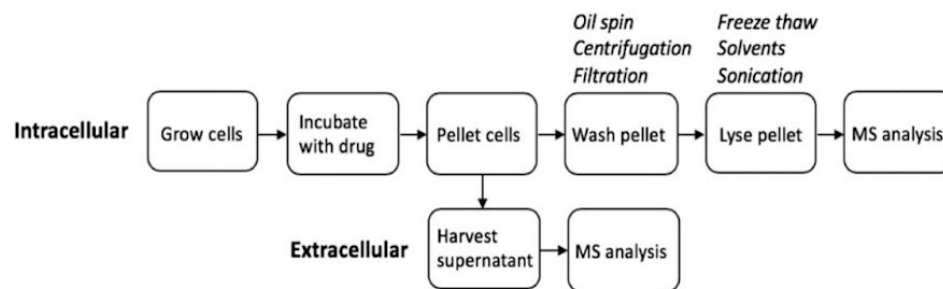 Oil spin
Centrifugation
Filtration
Freeze thaw
Solvents
Sonication
Intracellular
Grow cells
Incubate
with drug
Pellet cells
Wash pellet
Lyse pellet
MS analysis
Extracellular
Harvest
supernatant
MS analysis